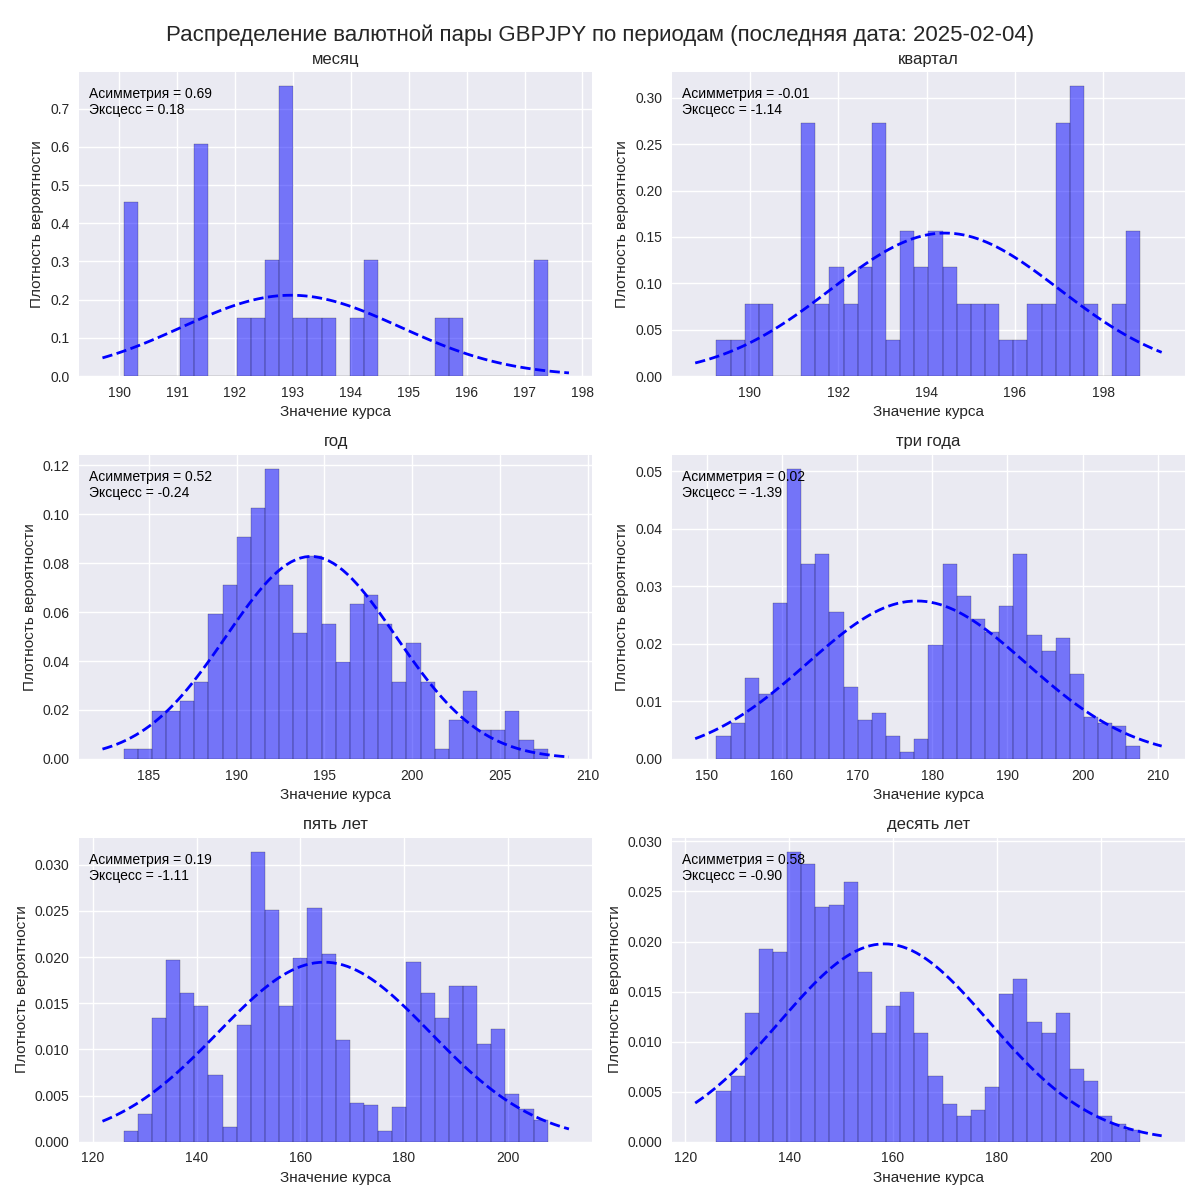 Распределение валютной пары GBPJPY по периодам (последняя дата: 2025-02-04)
месяц
Асимметрия = 0.69
Эксцесс = 0.18
Плотность вероятности
0.7
0.6
0.5
0.4
0.3
0.2
0.1
0.0
190 191 192 193 194 195 196 197 198
Значение курса
квартал
Асимметрия = -0.01
Эксцесс = -1.14
Плотность вероятности
0.30
0.25
0.20
0.15
0.10
0.05
0.00
190 192 194 196 198
Значение курса
год
Асимметрия = 0.52
Эксцесс = -0.24
Плотность вероятности
0.12
0.10
0.08
0.06
0.04
0.02
0.00
185 190 195 200 205 210
Значение курса
три года
Асимметрия = 0.02
Эксцесс = -1.39
Плотность вероятности
0.05
0.04
0.03
0.02
0.01
0.00
150 160 170 180 190 200 210
Значение курса
пять лет
Асимметрия = 0.19
Эксцесс = -1.11
Плотность вероятности
0.030
0.025
0.020
0.015
0.010
0.005
0.000
120 140 160 180 200
Значение курса
десять лет
Асимметрия = 0.58
Эксцесс = -0.90
Плотность вероятности
0.030
0.025
0.020
0.015
0.010
0.005
0.000
120 140 160 180 200
Значение курса